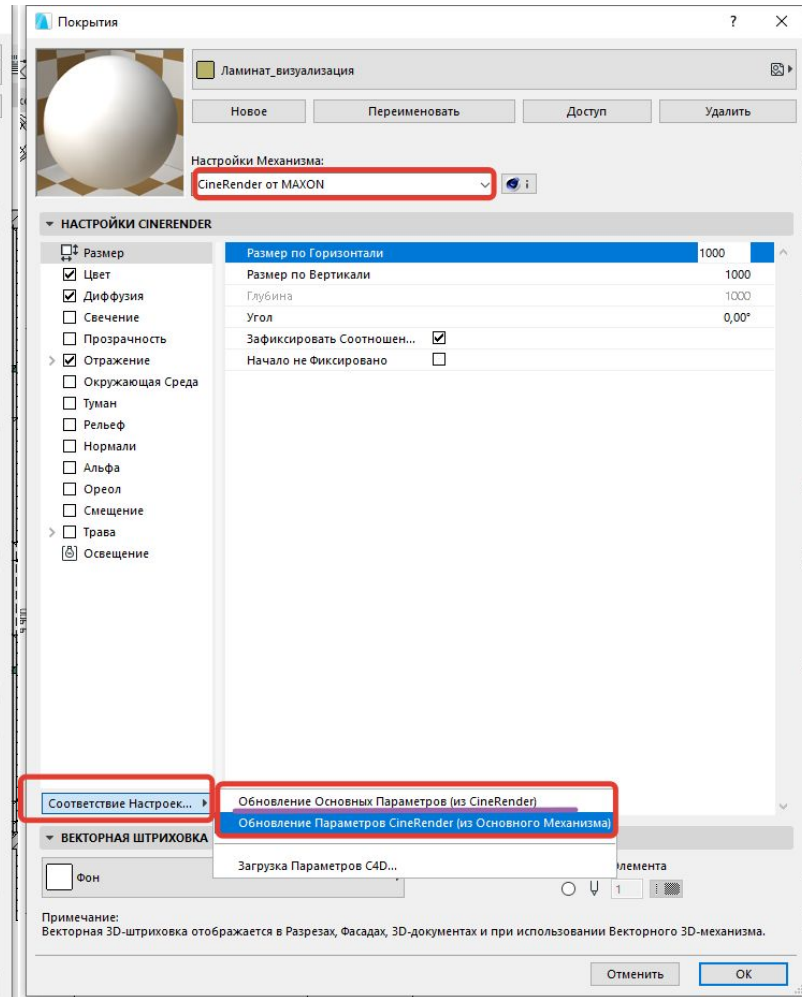 Покрытия
?
Ламинат_визуализация
Новое
Переименовать
Доступ
Удалить
Настройки Механизма:
CineRender от MAXON
i
НАСТРОЙКИ CINERENDER
Размер
Размер по Горизонтали
1000
Цвет
Размер по Вертикали
1000
Диффузия
Глубина
1000
Свечение
Угол
0,00°
Прозрачность
Зафиксировать Соотношен...
Отражение
Начало не Фиксировано
Окружающая Среда
Туман
Рельеф
Нормали
Альфа
Ореол
Смещение
Трава
Освещение
Соответствие Настроек...
Обновление Основных Параметров (из CineRender)
Обновление Параметров CineRender (из Основного Механизма)
ВЕКТОРНАЯ ШТРИХОВКА
Загрузка Параметров C4D...
Фон
1
Примечание:
Векторная 3D-штриховка отображается в Разрезах, Фасадах, 3D-документах и при использовании Векторного 3D-механизма.
Отменить
OK